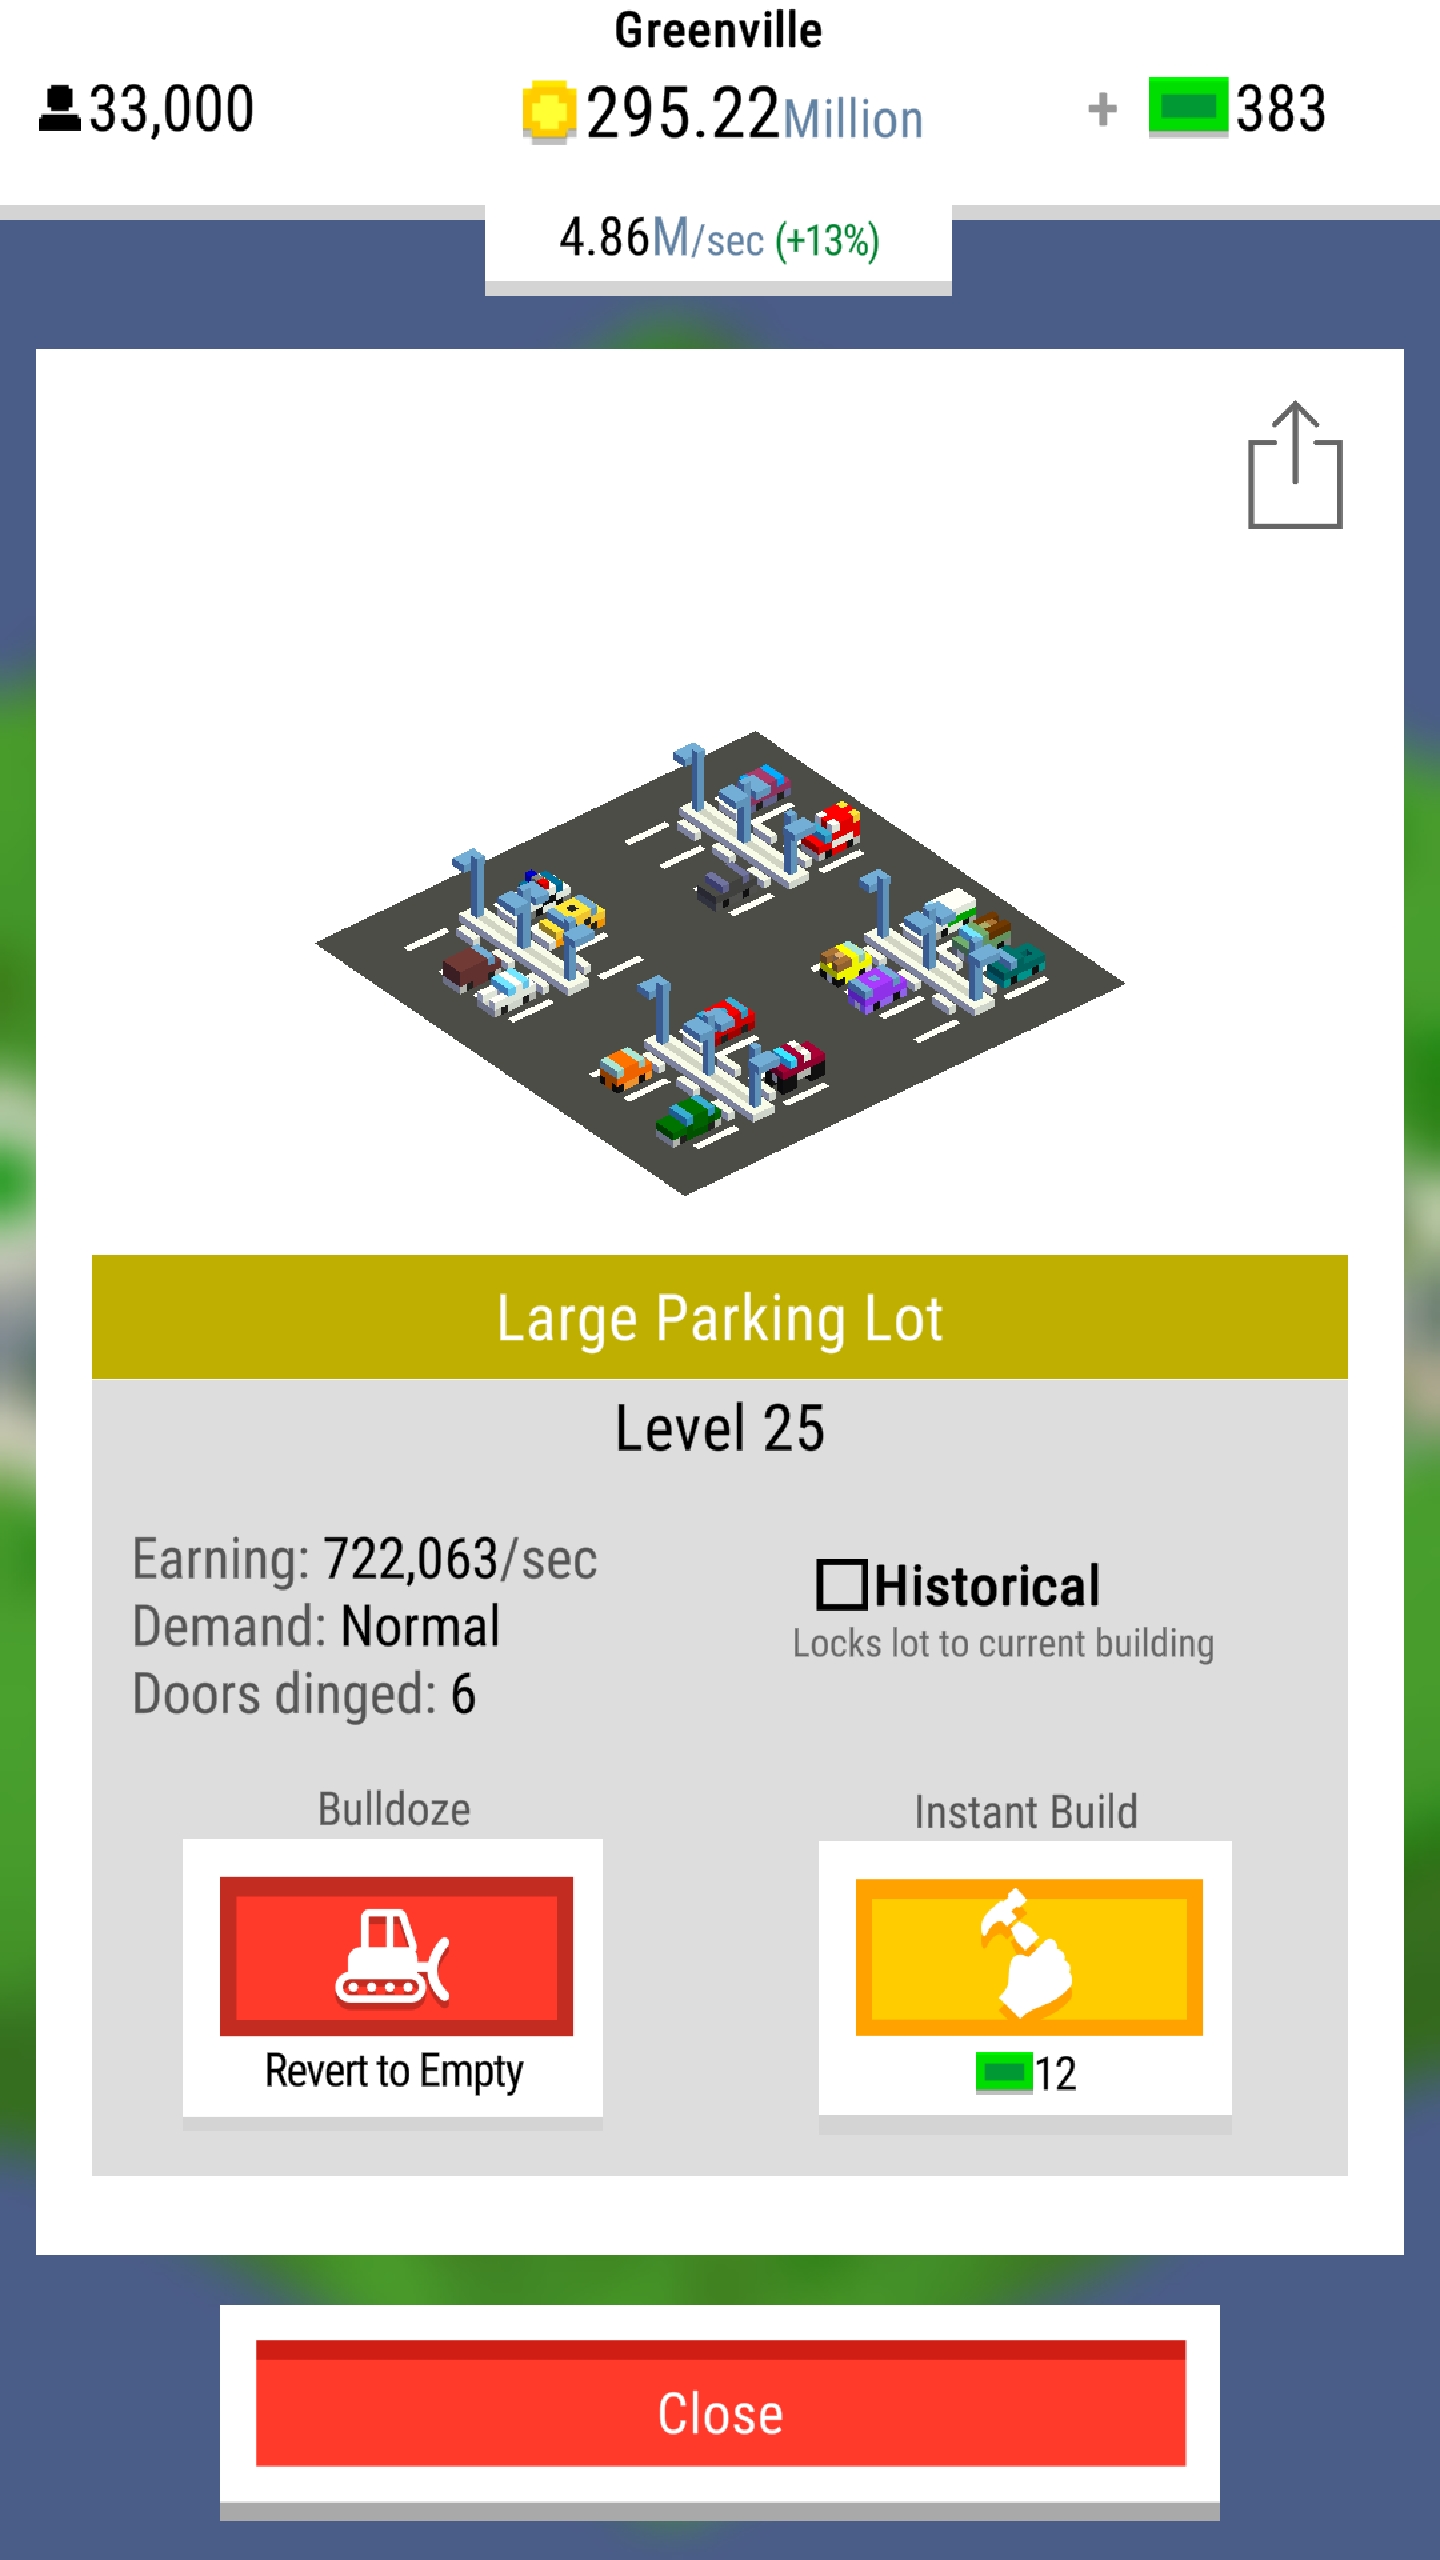 Greenville
33,000
295.22Million
+ 383
4.86M/sec (+13%)
Large Parking Lot
Level 25
Earning: 722,063/sec
Demand: Normal
Doors dinged: 6
Historical
Locks lot to current building
Bulldoze
Revert to Empty
Instant Build
12
Close